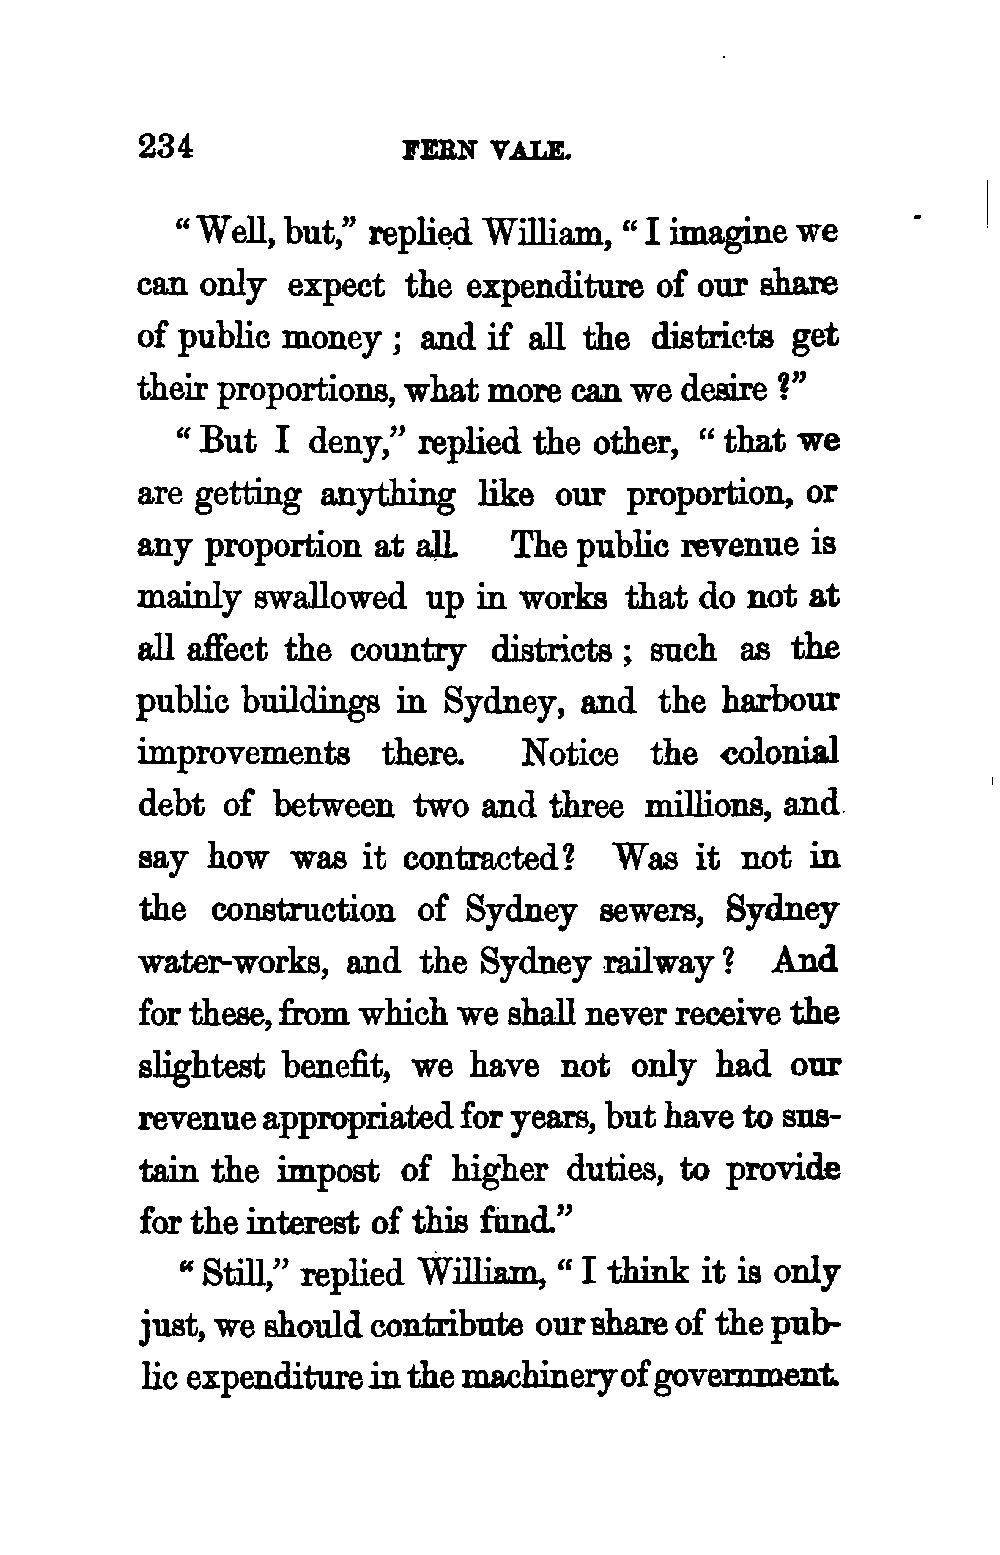 234 FERN VALE.
“Well, but,” replied William, “I imagine we
can only expect the expenditure of our share
of public money; and if all the districts get
their proportions, what more can we desire?”
“But I deny,” replied the other, “that we
are getting anything like our proportion, or
any proportion at all. The public revenue is
mainly swallowed up in works that do not at
all affect the country districts; such as the
public buildings in Sydney, and the harbour
improvements there. Notice the colonial
debt of between two and three millions, and
say how was it contracted? Was it not in
the construction of Sydney sewers, Sydney
water-works, and the Sydney railway? And
for these, from which we shall never receive the
slightest benefit, we have not only had our
revenue appropriated for years, but have to sus-
tain the impost of higher duties, to provide
for the interest of this fund.”
“Still,” replied William, “I think it is only
just, we should contribute our share of the pub-
lic expenditure in the machinery of government.